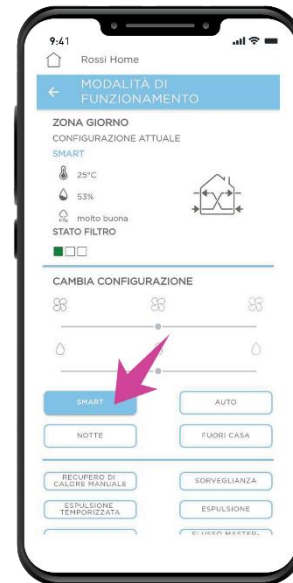 9:41
Rossi Home
MODALITÀ DI
FUNZIONAMENTO
ZONA GIORNO
CONFIGURAZIONE ATTUALE
SMART
25°C
53%
molto buona
STATO FILTRO
CAMBIA CONFIGURAZIONE
SMART
AUTO
NOTTE
FUORI CASA
RECUPERO DI
CALORE MANUALE
SORVEGLIANZA
ESPULSIONE
TEMPORIZZATA
ESPULSIONE